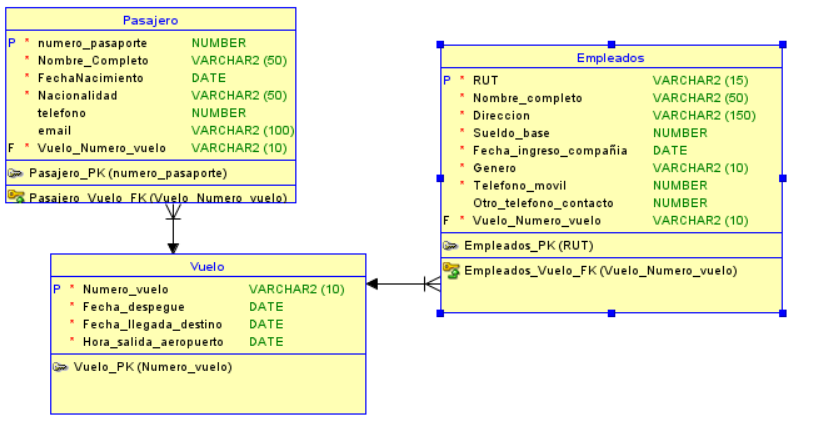 Pasajero
P * numero_pasaporte NUMBER
* Nombre_Completo VARCHAR2 (50)
* FechaNacimiento DATE
* Nacionalidad VARCHAR2 (50)
telefono NUMBER
email VARCHAR2 (100)
F * Vuelo_Numero_vuelo VARCHAR2 (10)
Pasajero_PK (numero_pasaporte)
Pasajero_Vuelo_FK (Vuelo_Numero_vuelo)
Empleados
P * RUT VARCHAR2 (15)
* Nombre_completo VARCHAR2 (50)
* Direccion VARCHAR2 (150)
* Sueldo_base NUMBER
* Fecha_ingreso_compañia DATE
* Genero VARCHAR2 (10)
* Telefono_movil NUMBER
Otro_telefono_contacto NUMBER
F * Vuelo_Numero_vuelo VARCHAR2 (10)
Empleados_PK (RUT)
Empleados_Vuelo_FK (Vuelo_Numero_vuelo)
Vuelo
P * Numero_vuelo VARCHAR2 (10)
* Fecha_despegue DATE
* Fecha_llegada_destino DATE
* Hora_salida_aeropuerto DATE
Vuelo_PK (Numero_vuelo)